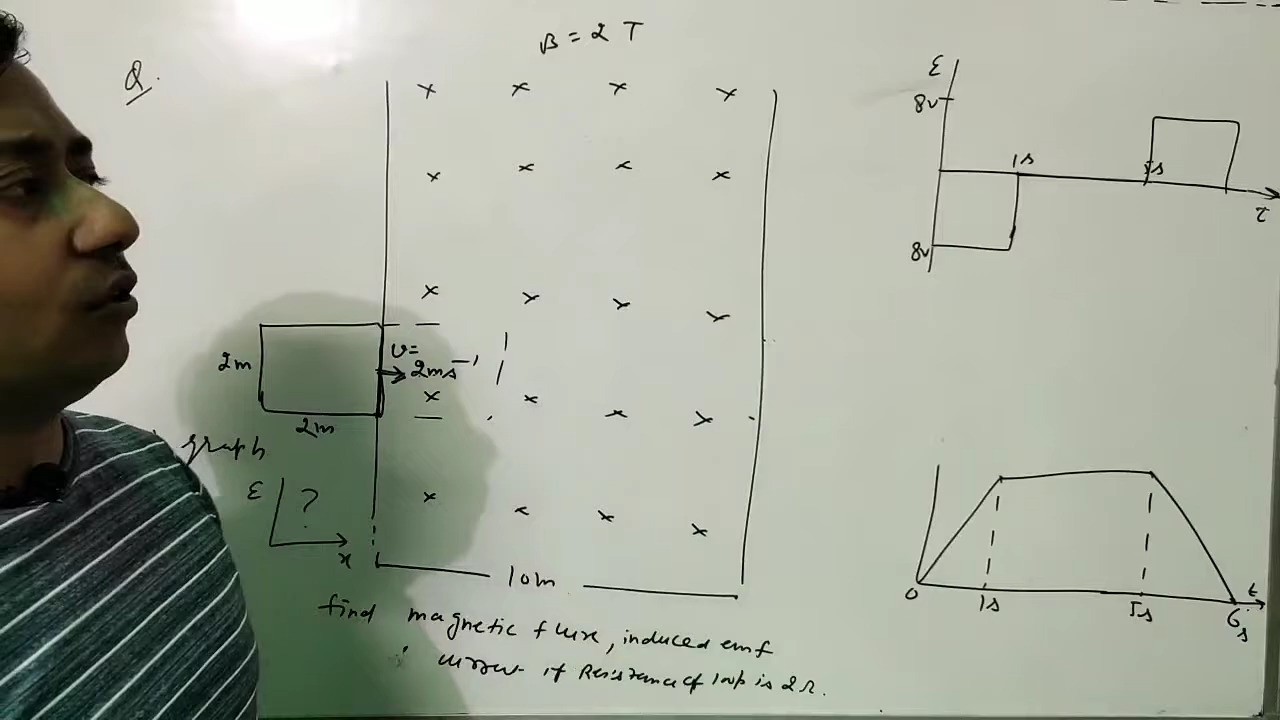 B = 2 T
Q.
ε
8v
1s
5s
τ
8v
2m
v=
2ms⁻¹
2m
graph
ε
?
x
10m
find magnetic flux, induced emf
if Resistance of loop is 2Ω.
0
1s
5s
6s
t